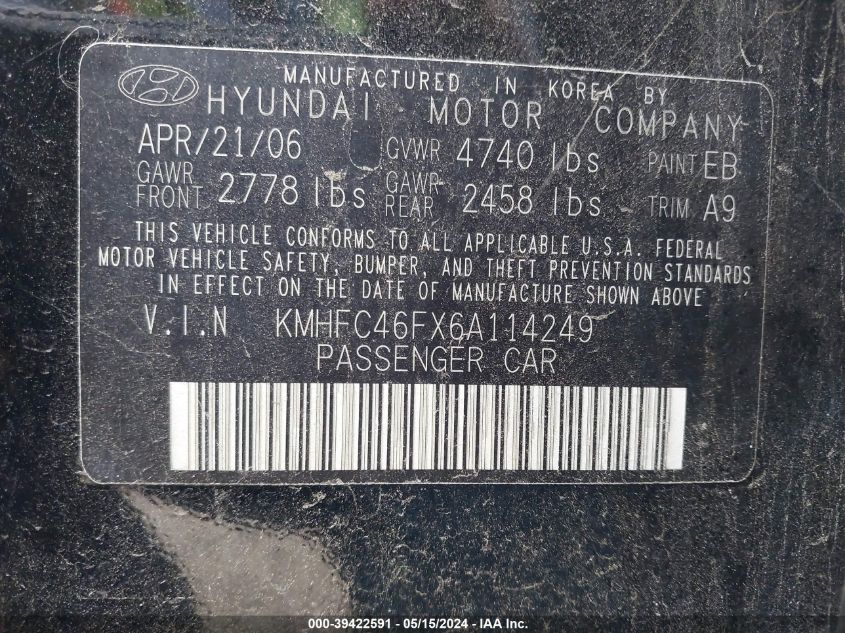 MANUFACTURED IN KOREA BY
HYUNDAI MOTOR COMPANY
APR/21/06 GVWR 4740 lbs PAINT EB
GAWR FRONT 2778 lbs GAWR REAR 2458 lbs TRIM A9
THIS VEHICLE CONFORMS TO ALL APPLICABLE U.S.A. FEDERAL
MOTOR VEHICLE SAFETY, BUMPER, AND THEFT PREVENTION STANDARDS
IN EFFECT ON THE DATE OF MANUFACTURE SHOWN ABOVE
V.I.N KMHFC46FX6A114249
PASSENGER CAR
000-39422591 - 05/15/2024 - IAA Inc.